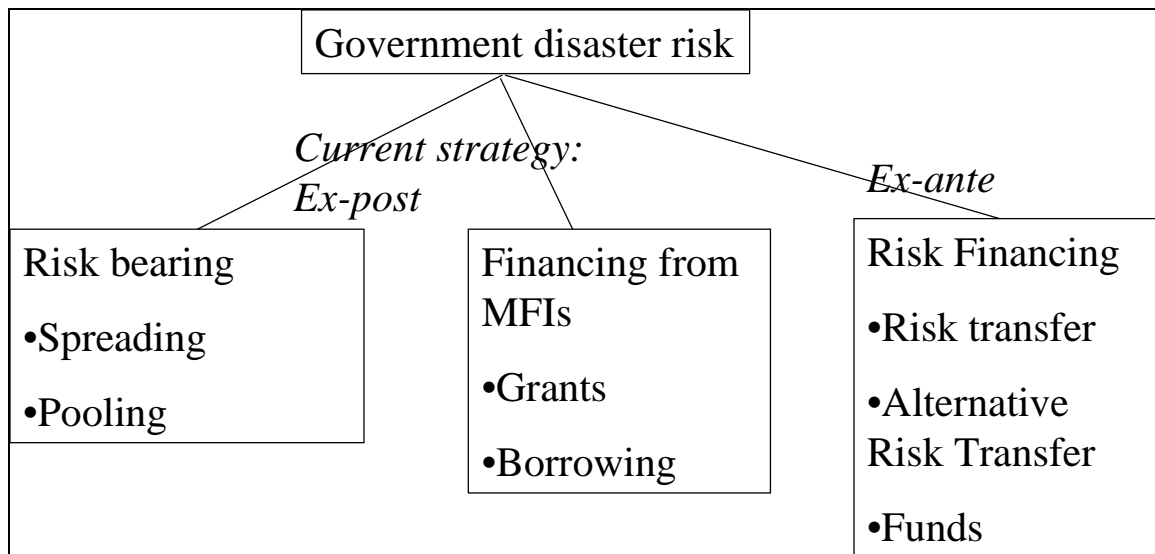 Government disaster risk
Current strategy:
Ex-post
Ex-ante
Risk bearing
•Spreading
•Pooling
Financing from
MFIs
•Grants
•Borrowing
Risk Financing
•Risk transfer
•Alternative
Risk Transfer
•Funds